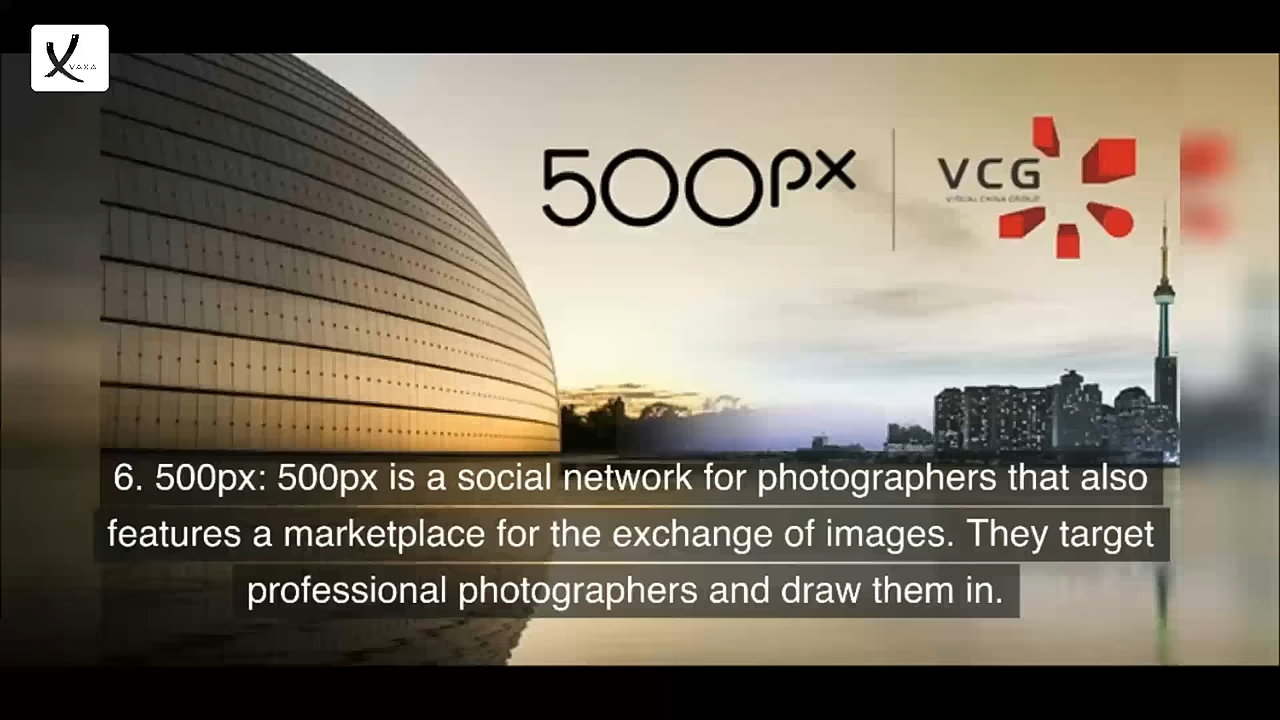 VAXA
500px
VCG
VISUAL CHINA GROUP
6. 500px: 500px is a social network for photographers that also
features a marketplace for the exchange of images. They target
professional photographers and draw them in.